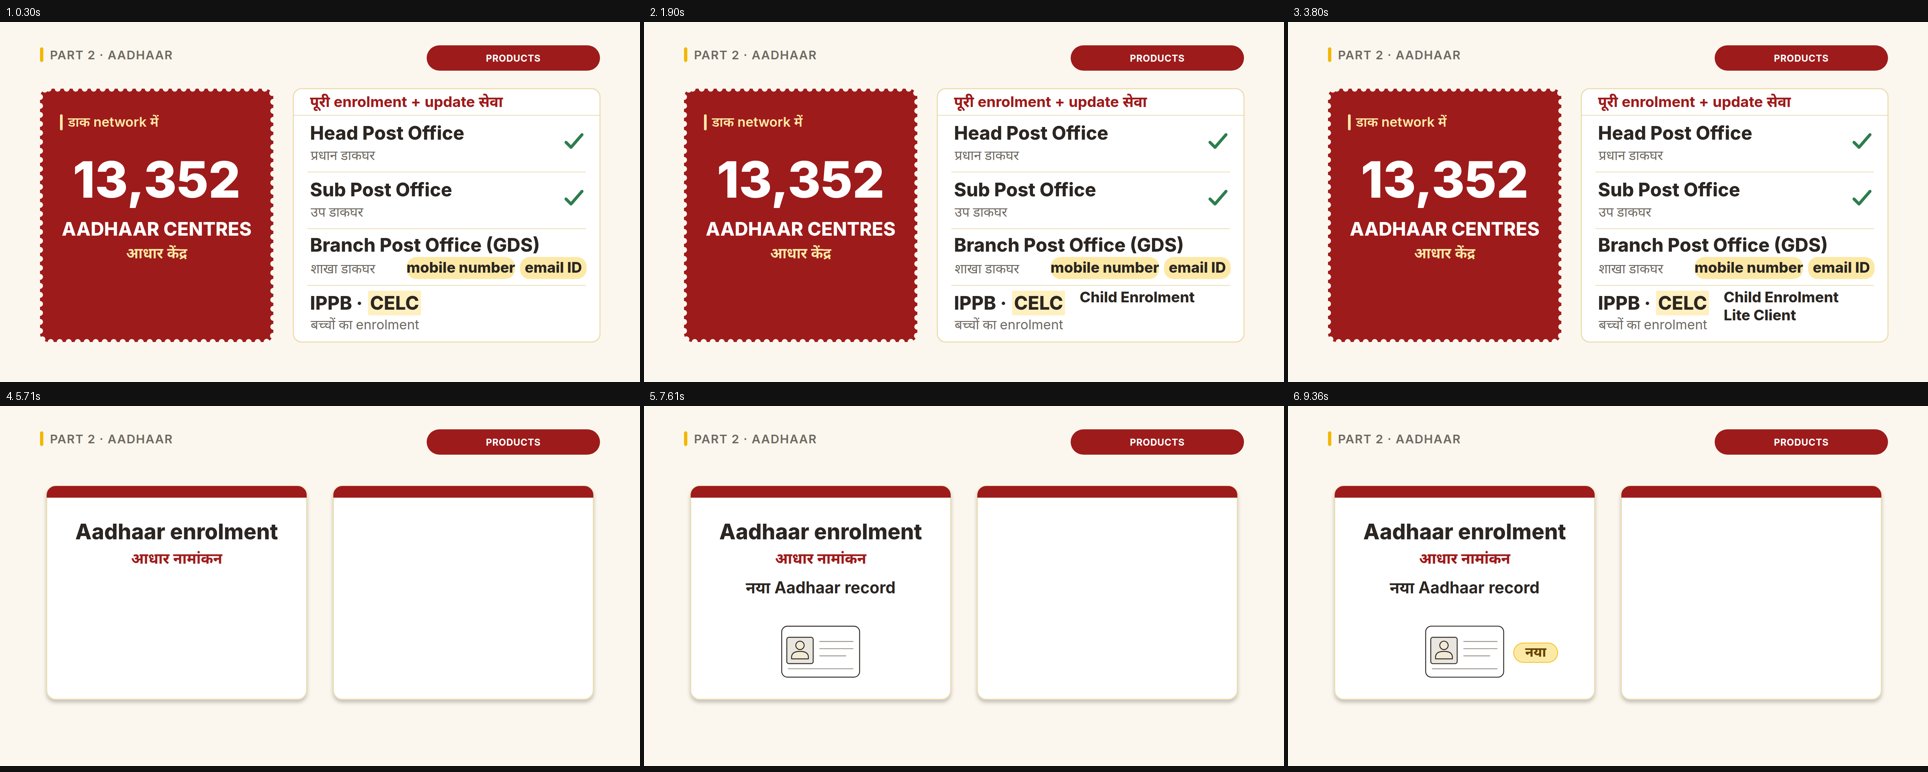 1. 0.30s
PART 2 · AADHAAR
PRODUCTS
डाक network में
13,352
AADHAAR CENTRES
आधार केंद्र
पूरी enrolment + update सेवा
Head Post Office
प्रधान डाकघर
Sub Post Office
उप डाकघर
Branch Post Office (GDS)
शाखा डाकघर mobile number email ID
IPPB · CELC
बच्चों का enrolment
2. 1.90s
PART 2 · AADHAAR
PRODUCTS
डाक network में
13,352
AADHAAR CENTRES
आधार केंद्र
पूरी enrolment + update सेवा
Head Post Office
प्रधान डाकघर
Sub Post Office
उप डाकघर
Branch Post Office (GDS)
शाखा डाकघर mobile number email ID
IPPB · CELC Child Enrolment
बच्चों का enrolment
3. 3.80s
PART 2 · AADHAAR
PRODUCTS
डाक network में
13,352
AADHAAR CENTRES
आधार केंद्र
पूरी enrolment + update सेवा
Head Post Office
प्रधान डाकघर
Sub Post Office
उप डाकघर
Branch Post Office (GDS)
शाखा डाकघर mobile number email ID
IPPB · CELC Child Enrolment
Lite Client
बच्चों का enrolment
4. 5.71s
PART 2 · AADHAAR
PRODUCTS
Aadhaar enrolment
आधार नामांकन
5. 7.61s
PART 2 · AADHAAR
PRODUCTS
Aadhaar enrolment
आधार नामांकन
नया Aadhaar record
6. 9.36s
PART 2 · AADHAAR
PRODUCTS
Aadhaar enrolment
आधार नामांकन
नया Aadhaar record
नया